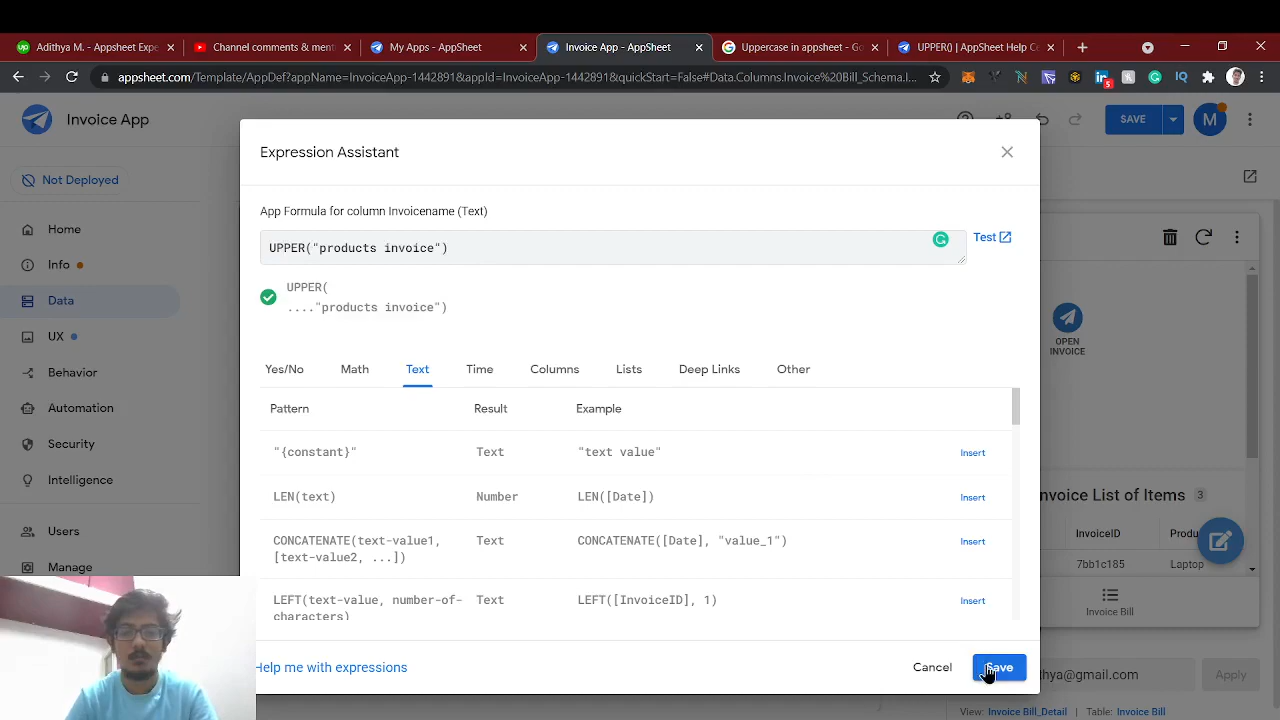 Adithya M. - AppSheet Exp
Channel comments & ment
My Apps - AppSheet
Invoice App - AppSheet
Uppercase in appsheet - Go
UPPER() | AppSheet Help Ce
appsheet.com/Template/AppDef?appName=InvoiceApp-1442891&appId=InvoiceApp-1442891&quickStart=False#Data.Columns.Invoice%20Bill_Schema.I...
Invoice App
SAVE
M
Not Deployed
Home
Info
Data
UX
Behavior
Automation
Security
Intelligence
Users
Manage
Expression Assistant
App Formula for column Invoicename (Text)
UPPER("products invoice")
Test
UPPER(
...."products invoice")
Yes/No Math Text Time Columns Lists Deep Links Other
Pattern Result Example
"{constant}" Text "text value" Insert
LEN(text) Number LEN([Date]) Insert
CONCATENATE(text-value1, Text CONCATENATE([Date], "value_1") Insert
[text-value2, ...])
LEFT(text-value, number-of- Text LEFT([InvoiceID], 1) Insert
characters)
Help me with expressions
Cancel
Save
OPEN
INVOICE
nvoice List of Items 3
InvoiceID Produ
7bb1c185 Laptop
Invoice Bill
thya@gmail.com
Apply
View: Invoice Bill_Detail | Table: Invoice Bill